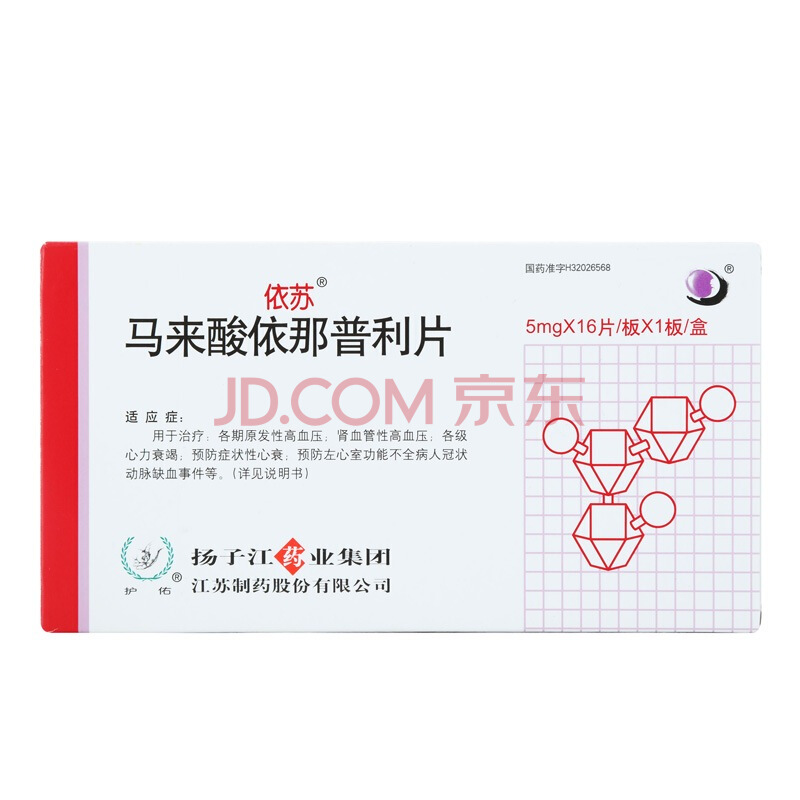 国药准字H32026568
®
依苏®
马来酸依那普利片
5mgX16片/板X1板/盒
JD.COM 京东
适应症:
用于治疗:各期原发性高血压;肾血管性高血压;各级
心力衰竭;预防症状性心衰;预防左心室功能不全病人冠状
动脉缺血事件等。(详见说明书)
扬子江药业集团
江苏制药股份有限公司
护佑®